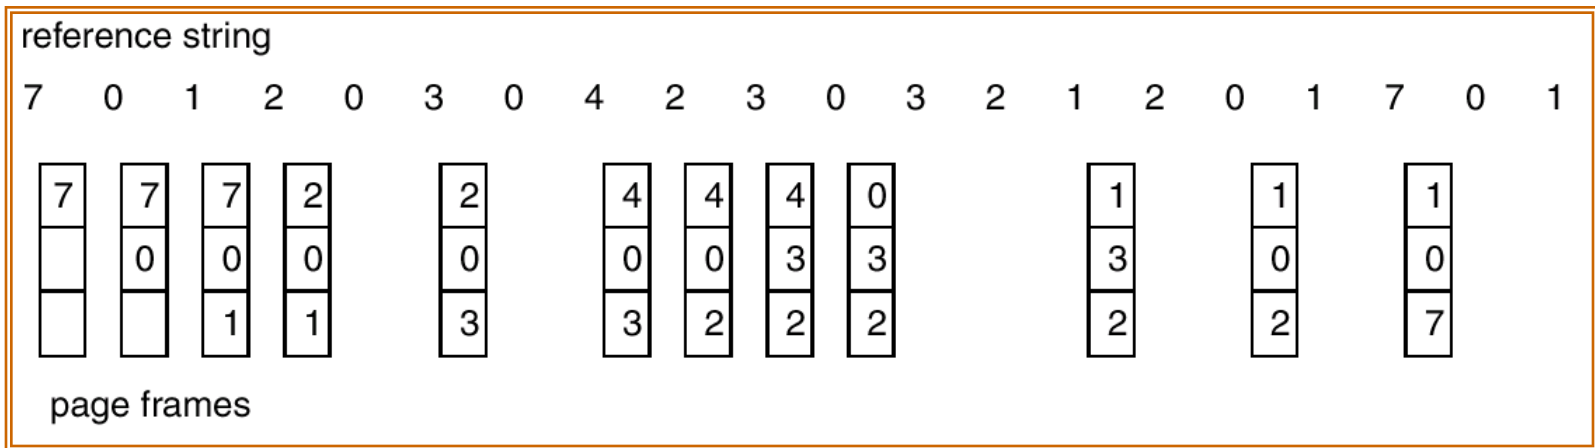 reference string
7 0 1 2 0 3 0 4 2 3 0 3 2 1 2 0 1 7 0 1
7 7 7 2 2 4 4 4 0 1 1 1
0 0 0 0 0 0 3 3 3 0 0
1 1 3 3 2 2 2 2 2 7
page frames